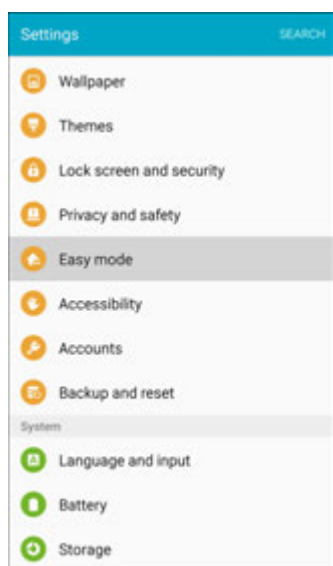 Settings SEARCH
Wallpaper
Themes
Lock screen and security
Privacy and safety
Easy mode
Accessibility
Accounts
Backup and reset
System
Language and input
Battery
Storage